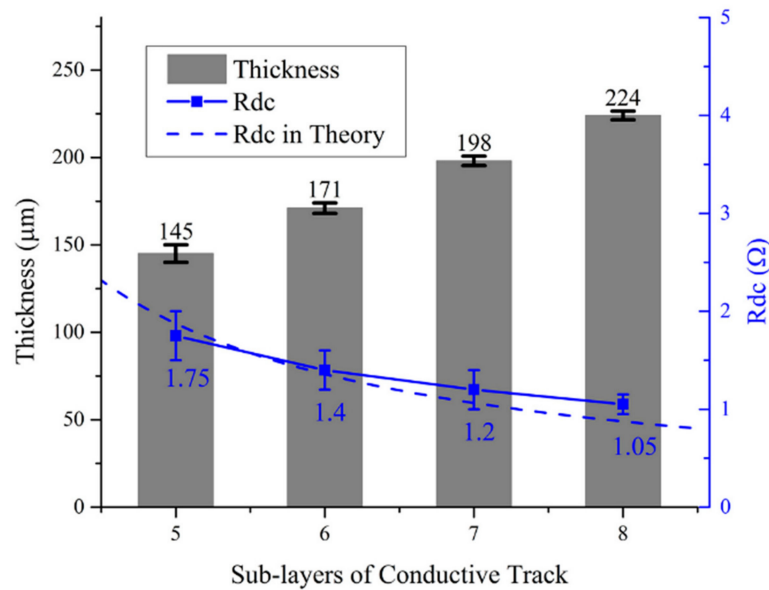 250
200
150
100
50
0
Thickness (μm)
Thickness
Rdc
Rdc in Theory
145
171
198
224
1.75
1.4
1.2
1.05
5
4
3
2
1
0
Rdc (Ω)
5 6 7 8
Sub-layers of Conductive Track